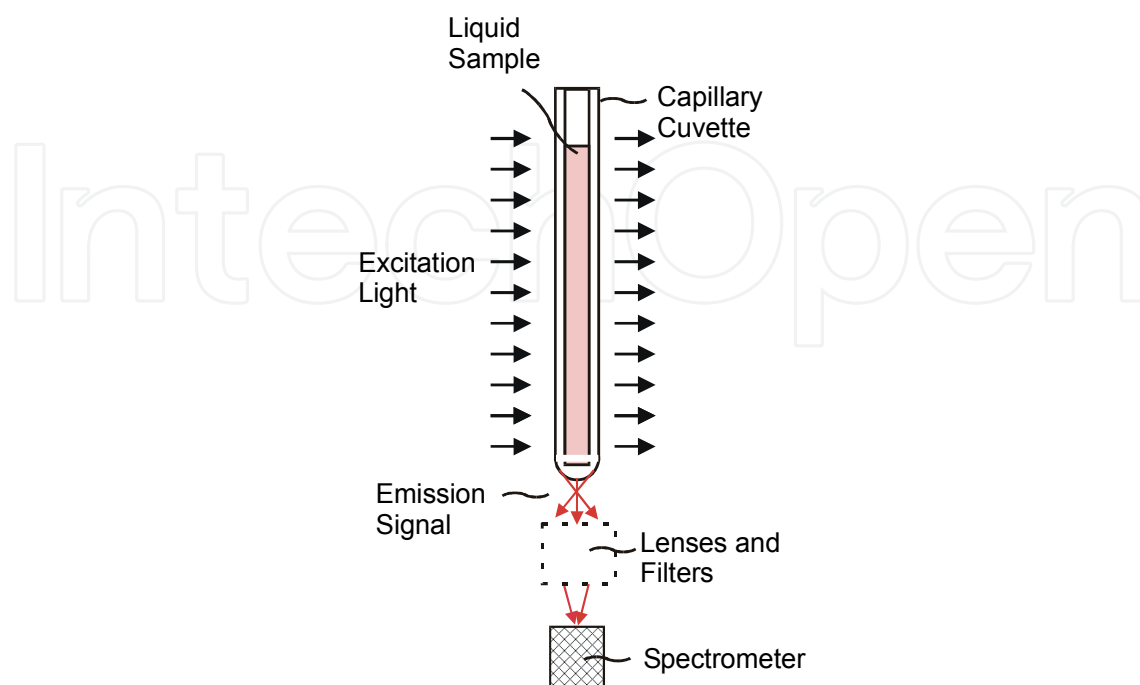 Liquid
Sample
Capillary
Cuvette
IntechOpen
Excitation
Light
Emission
Signal
Lenses and
Filters
Spectrometer